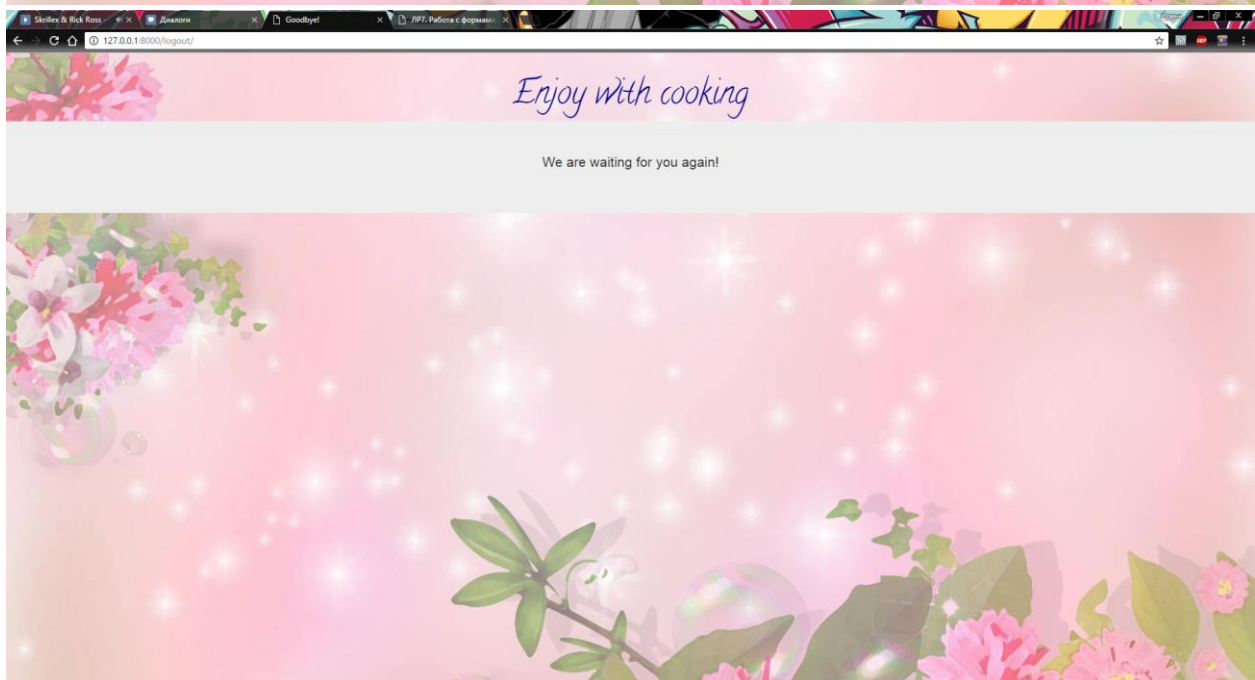 Skrillex & Rick Ross
Диалоги
Goodbye!
ЛР7. Работа с формами
127.0.0.1:8000/logout/
ABP
Enjoy with cooking
We are waiting for you again!